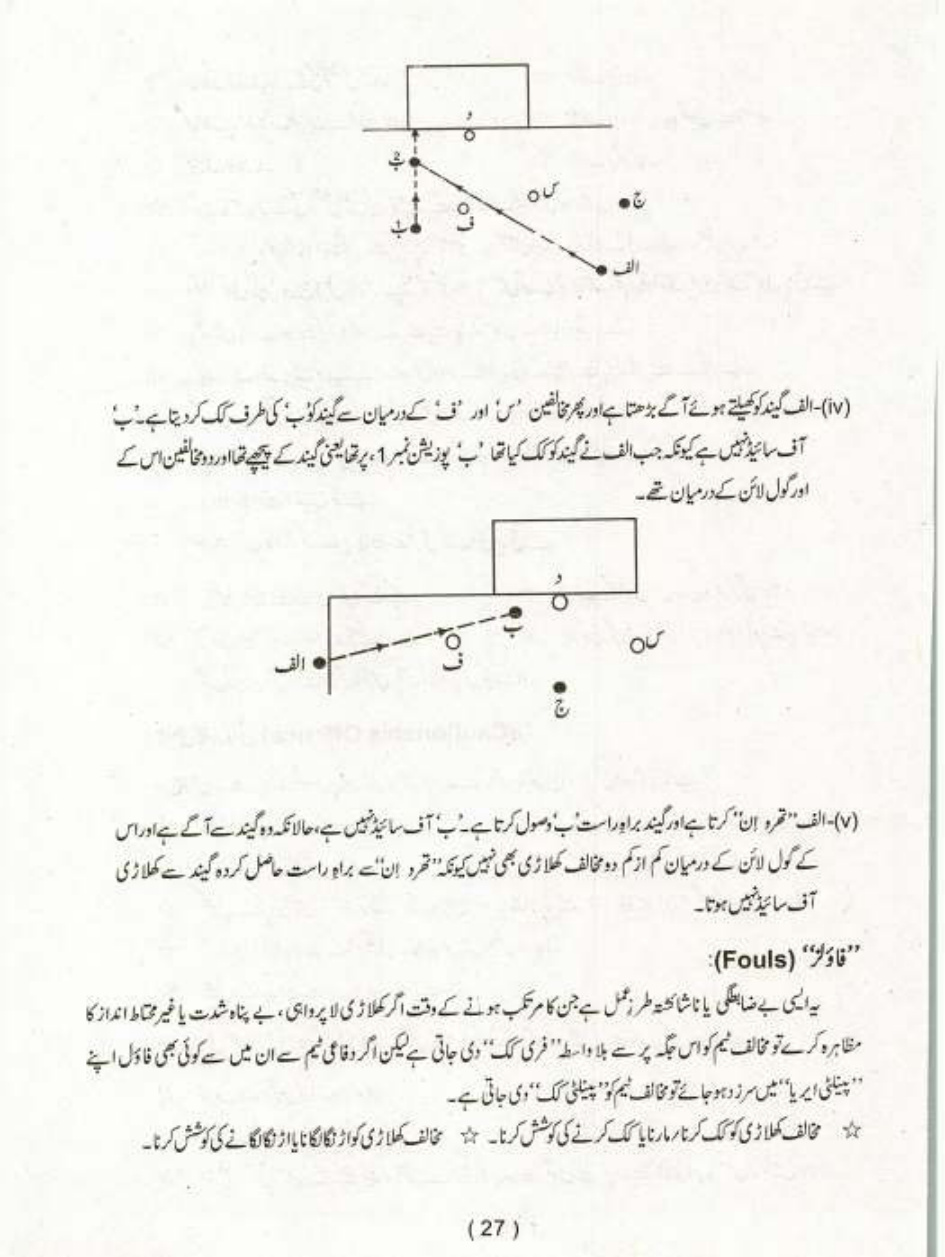 د
ب2
س
ج
ف
ب1
الف
(iv)-الف گیند کو کھیلتے ہوئے آگے بڑھتا ہے اور پھر مخالفین 'س' اور 'ف' کے درمیان سے گیند کو 'ب' کی طرف کک کر دیتا ہے۔ 'ب'
آف سائیڈ نہیں ہے کیونکہ جب الف نے گیند کو کک کیا تھا 'ب' پوزیشن نمبر 1، پر تھا یعنی گیند کے پیچھے تھا اور دو مخالفین اس کے
اور گول لائن کے درمیان تھے۔
د
ب
ف
س
الف
ج
(v)-الف "تھرو اِن" کرتا ہے اور گیند براہِ راست 'ب' وصول کرتا ہے۔ 'ب' آف سائیڈ نہیں ہے، حالانکہ وہ گیند سے آگے ہے اور اس
کے گول لائن کے درمیان کم از کم دو مخالف کھلاڑی بھی نہیں کیونکہ "تھرو اِن" سے براہِ راست حاصل کردہ گیند سے کھلاڑی
آف سائیڈ نہیں ہوتا۔
"فاؤلز" (Fouls):
یہ ایسی بے ضابطگی یا ناشائستہ طرزِ عمل ہے جن کا مرتکب ہونے کے وقت اگر کھلاڑی لاپرواہی، بے پناہ شدت یا غیر محتاط انداز کا
مظاہرہ کرے تو مخالف ٹیم کو اس جگہ پر سے بلاواسطہ "فری کک" دی جاتی ہے لیکن اگر دفاعی ٹیم سے ان میں سے کوئی بھی فاؤل اپنے
"پینلٹی ایریا" میں سرزد ہو جائے تو مخالف ٹیم کو "پینلٹی کک" دی جاتی ہے۔
☆ مخالف کھلاڑی کو کک کرنا/مارنا یا کک کرنے کی کوشش کرنا۔ ☆ مخالف کھلاڑی کو اڑنگا لگانا یا اڑنگا لگانے کی کوشش کرنا۔
(27)